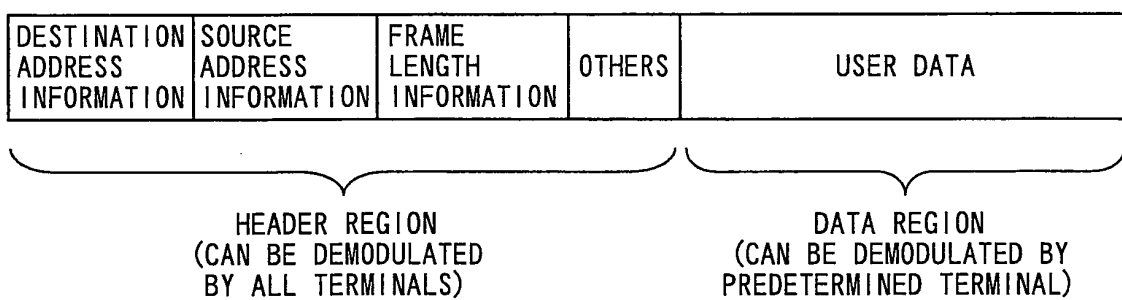 DESTINATION
ADDRESS
INFORMATION
SOURCE
ADDRESS
INFORMATION
FRAME
LENGTH
INFORMATION
OTHERS
USER DATA
HEADER REGION
(CAN BE DEMODULATED
BY ALL TERMINALS)
DATA REGION
(CAN BE DEMODULATED BY
PREDETERMINED TERMINAL)